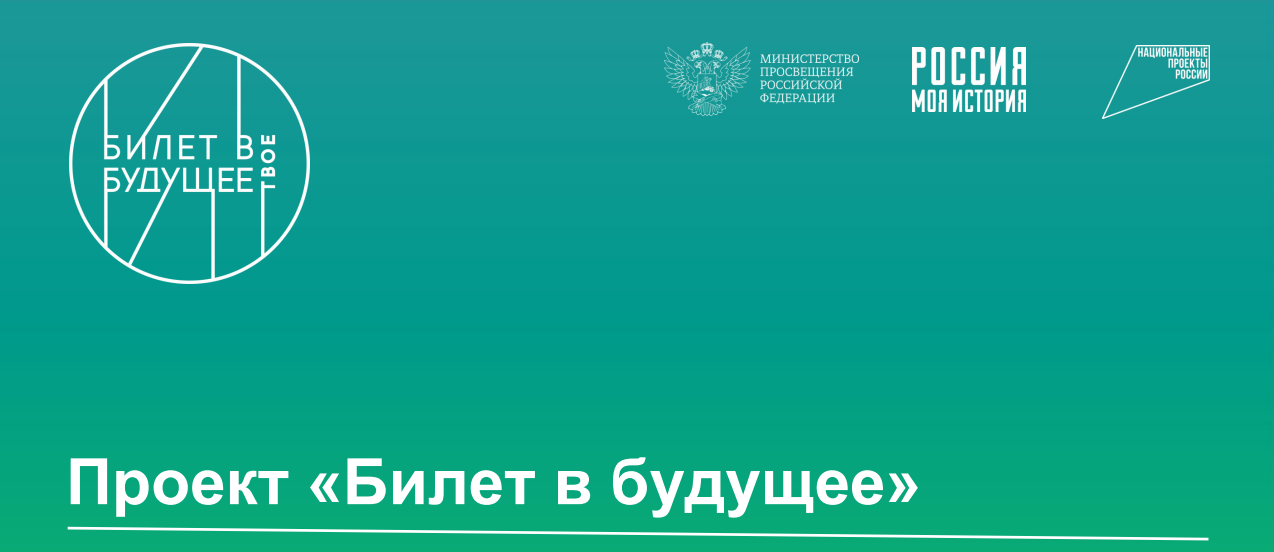 БИЛЕТ В
БУДУЩЕЕ
ТВОЕ
МИНИСТЕРСТВО
ПРОСВЕЩЕНИЯ
РОССИЙСКОЙ
ФЕДЕРАЦИИ
РОССИЯ
МОЯ ИСТОРИЯ
НАЦИОНАЛЬНЫЕ
ПРОЕКТЫ
РОССИИ
Проект «Билет в будущее»